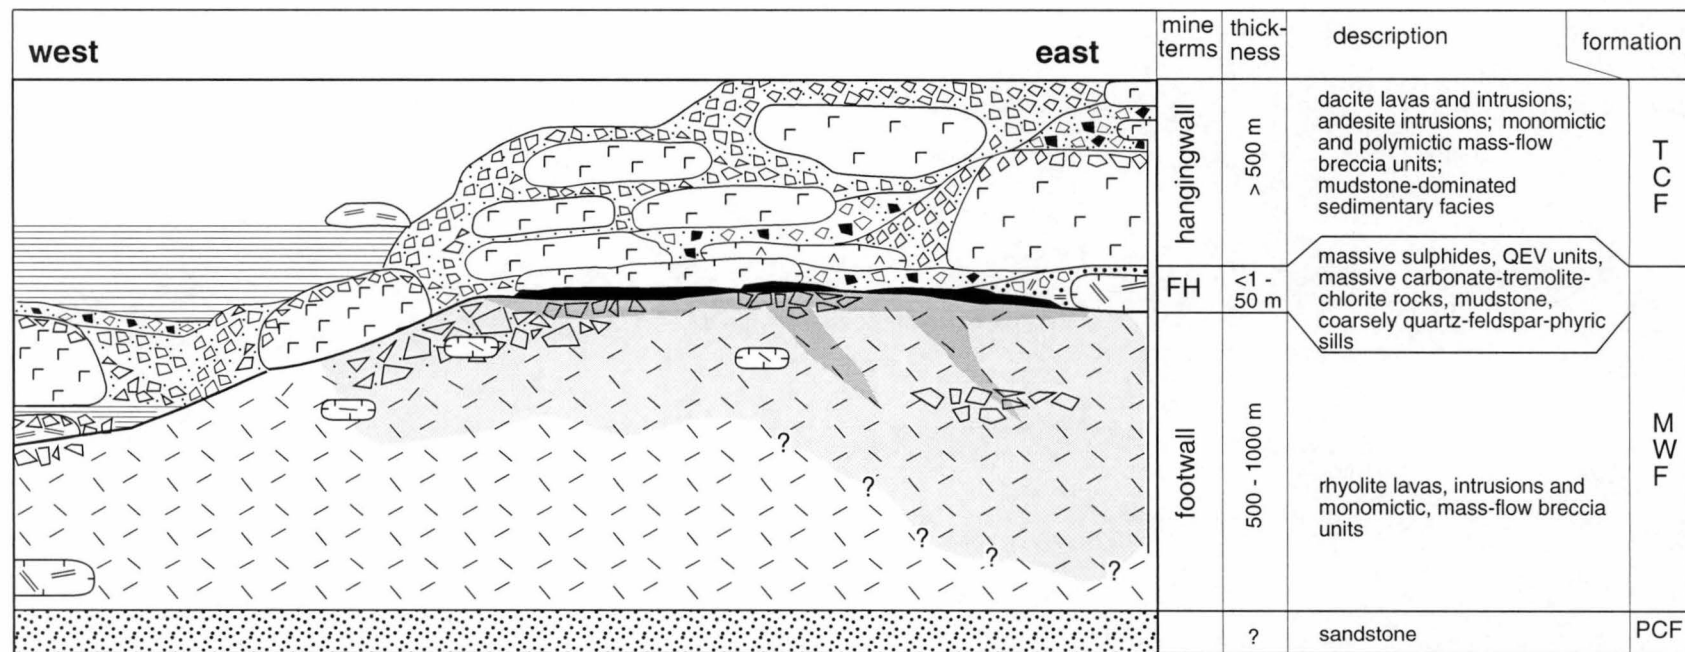 west
east
mine terms
thick-
ness
description
formation
hangingwall
> 500 m
dacite lavas and intrusions;
andesite intrusions; monomictic
and polymictic mass-flow
breccia units;
mudstone-dominated
sedimentary facies
T
C
F
FH
<1 -
50 m
massive sulphides, QEV units,
massive carbonate-tremolite-
chlorite rocks, mudstone,
coarsely quartz-feldspar-phyric
sills
footwall
500 - 1000 m
rhyolite lavas, intrusions and
monomictic, mass-flow breccia
units
M
W
F
?
?
?
?
?
?
sandstone
PCF